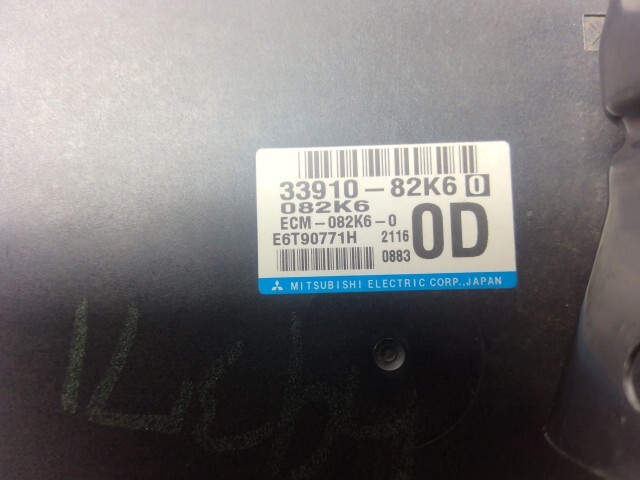 33910-82K6 0
082K6
ECM-082K6-0
E6T90771H 2116
0883
0D
MITSUBISHI ELECTRIC CORP.,JAPAN